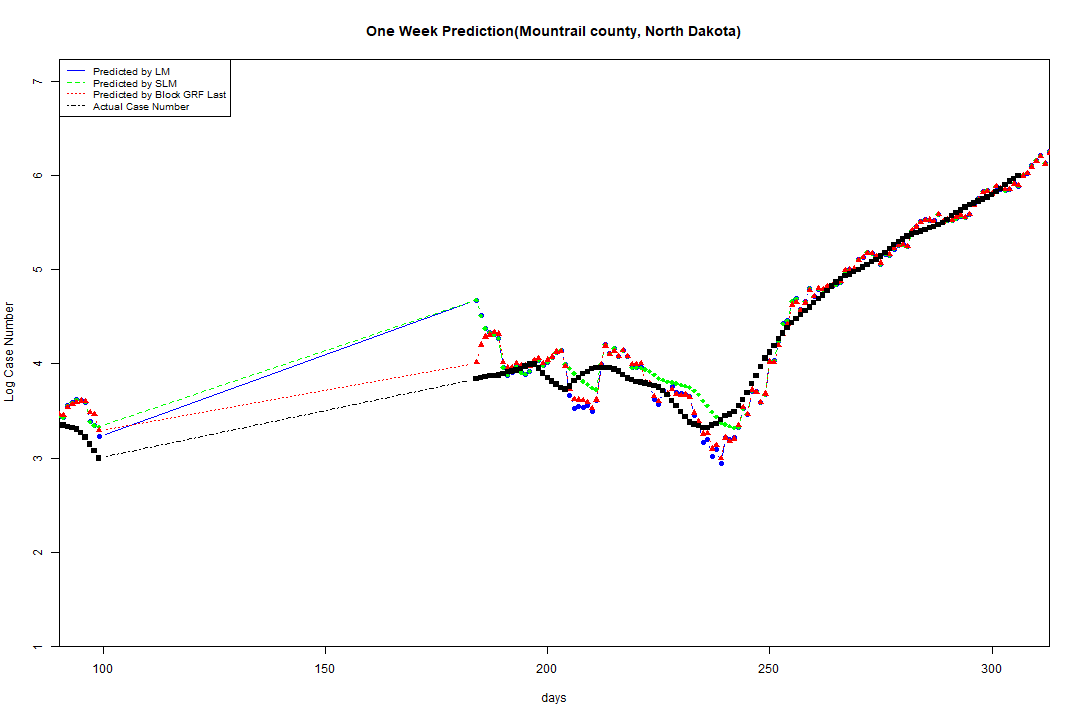 One Week Prediction(Mountrail county, North Dakota)
Predicted by LM
Predicted by SLM
Predicted by Block GRF Last
Actual Case Number
7
6
5
4
3
2
1
Log Case Number
100 150 200 250 300
days